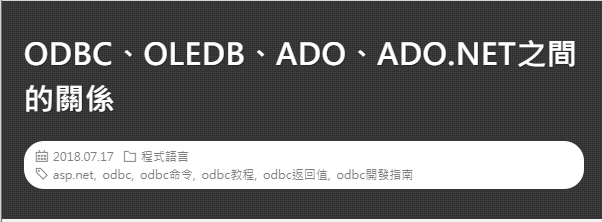 ODBC、OLEDB、ADO、ADO.NET之間
的關係
2018.07.17 程式語言
asp.net, odbc, odbc命令, odbc教程, odbc返回值, odbc開發指南